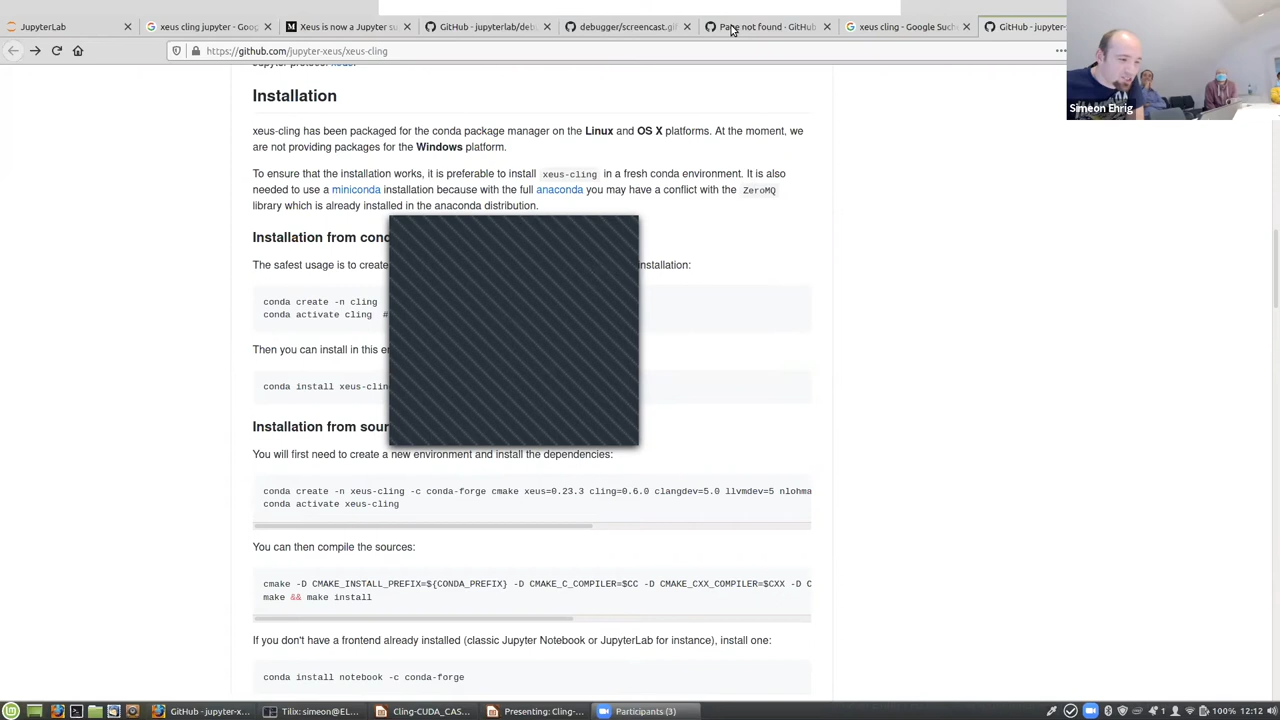 JupyterLab
xeus cling jupyter - Goo
Xeus is now a Jupyter su
GitHub - jupyterlab/deb
debugger/screencast.gif
Page not found · GitHub
xeus cling - Google Such
GitHub - jupyter-
https://github.com/jupyter-xeus/xeus-cling
Simeon Ehrig
Installation
xeus-cling has been packaged for the conda package manager on the Linux and OS X platforms. At the moment, we
are not providing packages for the Windows platform.
To ensure that the installation works, it is preferable to install xeus-cling in a fresh conda environment. It is also
needed to use a miniconda installation because with the full anaconda you may have a conflict with the ZeroMQ
library which is already installed in the anaconda distribution.
Installation from cond
The safest usage is to create
nstallation:
conda create -n cling
conda activate cling #
Then you can install in this en
conda install xeus-cling
Installation from sour
You will first need to create a new environment and install the dependencies:
conda create -n xeus-cling -c conda-forge cmake xeus=0.23.3 cling=0.6.0 clangdev=5.0 llvmdev=5 nlohma
conda activate xeus-cling
You can then compile the sources:
cmake -D CMAKE_INSTALL_PREFIX=${CONDA_PREFIX} -D CMAKE_C_COMPILER=$CC -D CMAKE_CXX_COMPILER=$CXX -D C
make && make install
If you don't have a frontend already installed (classic Jupyter Notebook or JupyterLab for instance), install one:
conda install notebook -c conda-forge
GitHub - jupyter-x...
Tilix: simeon@EL...
Cling-CUDA_CAS...
Presenting: Cling-...
Participants (3)
1
100%
12:12